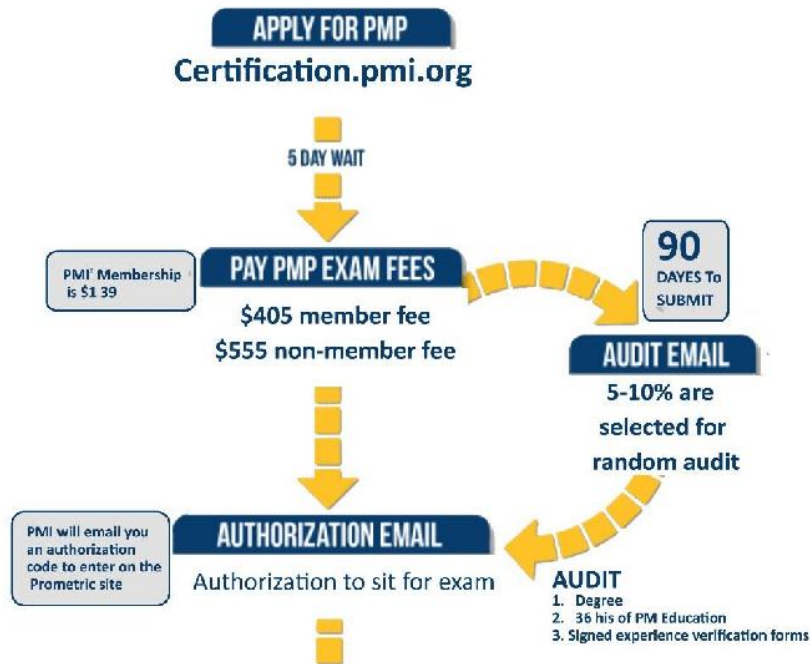 APPLY FOR PMP
Certification.pmi.org
5 DAY WAIT
PAY PMP EXAM FEES
PMI' Membership
is $1 39
$405 member fee
$555 non-member fee
90
DAYES To
SUBMIT
AUDIT EMAIL
5-10% are
selected for
random audit
AUTHORIZATION EMAIL
PMI will email you
an authorization
code to enter on the
Prometric site
Authorization to sit for exam
AUDIT
1. Degree
2. 36 his of PM Education
3. Signed experience verification forms